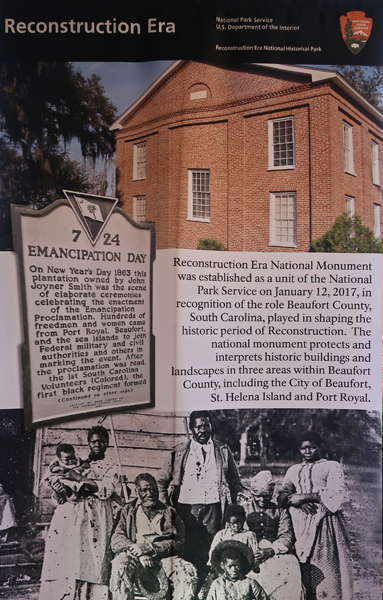 Reconstruction Era
National Park Service
U.S. Department of the Interior
Reconstruction Era National Historical Park
7 24
EMANCIPATION DAY
On New Year's Day 1863 this
plantation owned by John
Joyner Smith was the scene
of elaborate ceremonies
celebrating the enactment
of the Emancipation
Proclamation. Hundreds of
freedmen and women came
from Port Royal, Beaufort,
and the sea islands to join
Federal military and civil
authorities and others in
marking the event. After
the proclamation was read,
the 1st South Carolina
Volunteers (Colored), the
first black regiment formed
(Continued on other side)
Reconstruction Era National Monument
was established as a unit of the National
Park Service on January 12, 2017, in
recognition of the role Beaufort County,
South Carolina, played in shaping the
historic period of Reconstruction. The
national monument protects and
interprets historic buildings and
landscapes in three areas within Beaufort
County, including the City of Beaufort,
St. Helena Island and Port Royal.